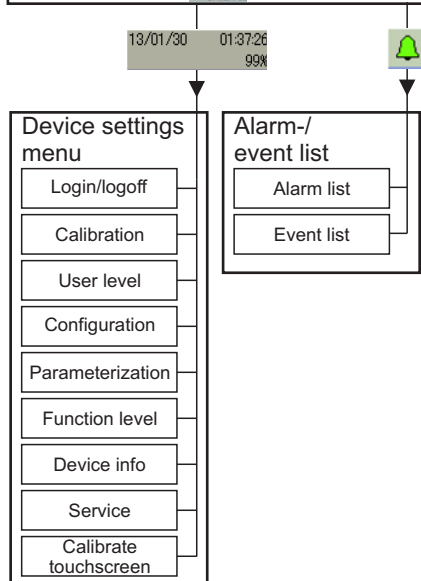 13/01/30 01:37:26
99%
Device settings
menu
Login/logoff
Calibration
User level
Configuration
Parameterization
Function level
Device info
Service
Calibrate
touchscreen
Alarm-/
event list
Alarm list
Event list